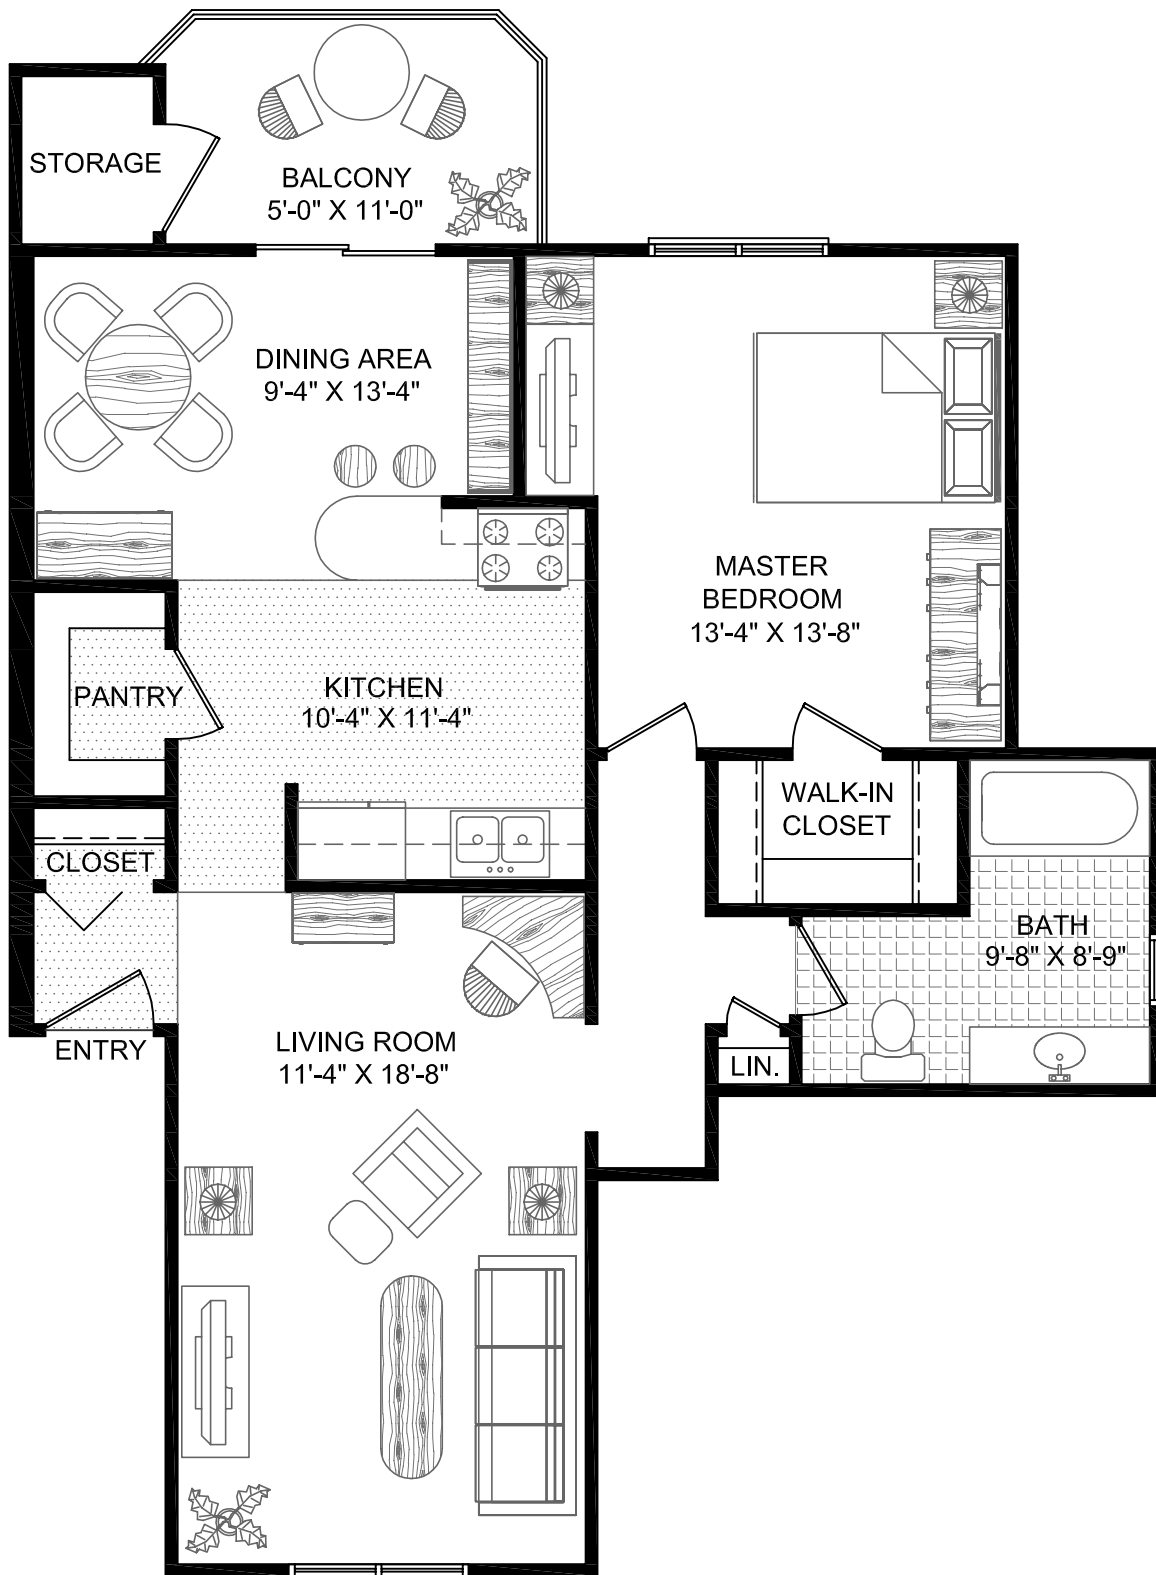 STORAGE
BALCONY
5'-0" X 11'-0"
DINING AREA
9'-4" X 13'-4"
MASTER
BEDROOM
13'-4" X 13'-8"
PANTRY
KITCHEN
10'-4" X 11'-4"
WALK-IN
CLOSET
CLOSET
BATH
9'-8" X 8'-9"
ENTRY
LIVING ROOM
11'-4" X 18'-8"
LIN.